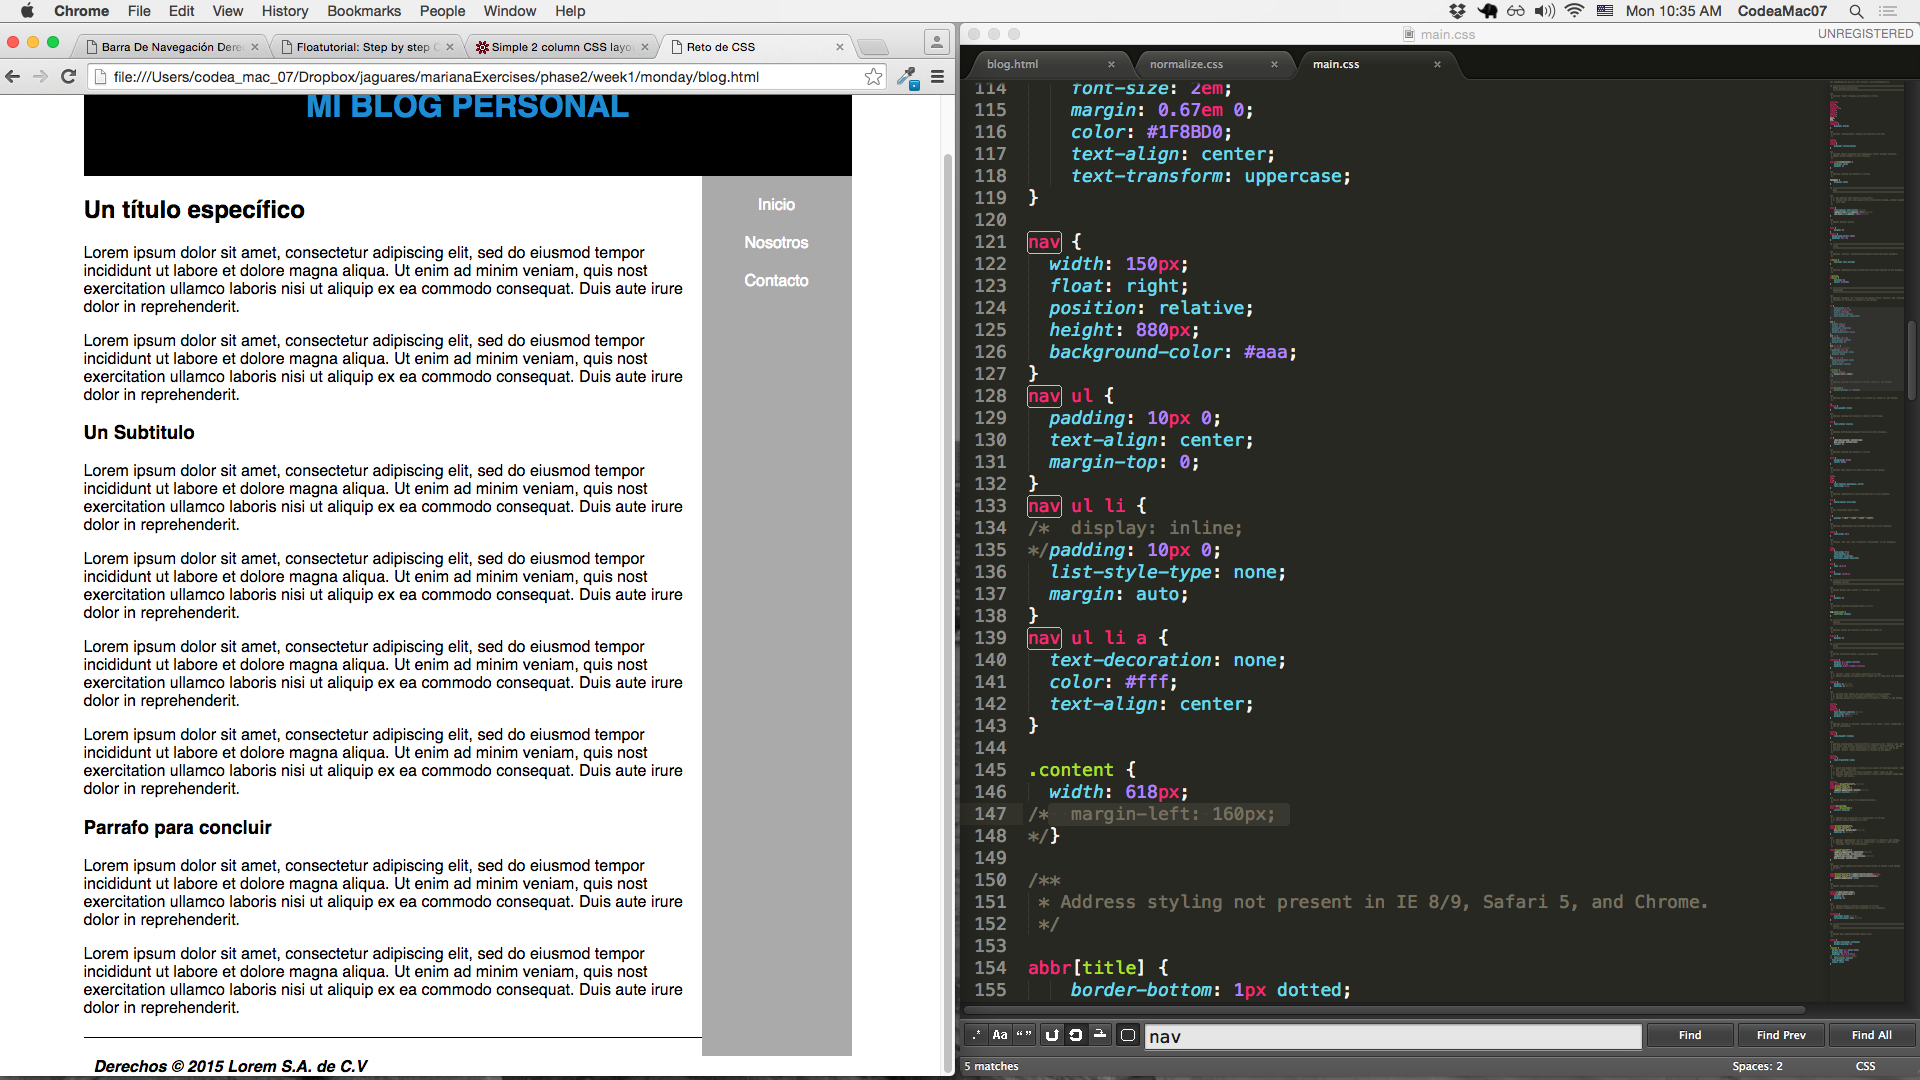 Chrome File Edit View History Bookmarks People Window Help
Mon 10:35 AM CodeaMac07
Barra De Navegación Dere
Floatutorial: Step by step C
Simple 2 column CSS layo
Reto de CSS
file:///Users/codea_mac_07/Dropbox/jaguares/marianaExercises/phase2/week1/monday/blog.html
MI BLOG PERSONAL
Inicio
Nosotros
Contacto
Un título específico
Lorem ipsum dolor sit amet, consectetur adipiscing elit, sed do eiusmod tempor
incididunt ut labore et dolore magna aliqua. Ut enim ad minim veniam, quis nost
exercitation ullamco laboris nisi ut aliquip ex ea commodo consequat. Duis aute irure
dolor in reprehenderit.
Lorem ipsum dolor sit amet, consectetur adipiscing elit, sed do eiusmod tempor
incididunt ut labore et dolore magna aliqua. Ut enim ad minim veniam, quis nost
exercitation ullamco laboris nisi ut aliquip ex ea commodo consequat. Duis aute irure
dolor in reprehenderit.
Un Subtitulo
Lorem ipsum dolor sit amet, consectetur adipiscing elit, sed do eiusmod tempor
incididunt ut labore et dolore magna aliqua. Ut enim ad minim veniam, quis nost
exercitation ullamco laboris nisi ut aliquip ex ea commodo consequat. Duis aute irure
dolor in reprehenderit.
Lorem ipsum dolor sit amet, consectetur adipiscing elit, sed do eiusmod tempor
incididunt ut labore et dolore magna aliqua. Ut enim ad minim veniam, quis nost
exercitation ullamco laboris nisi ut aliquip ex ea commodo consequat. Duis aute irure
dolor in reprehenderit.
Lorem ipsum dolor sit amet, consectetur adipiscing elit, sed do eiusmod tempor
incididunt ut labore et dolore magna aliqua. Ut enim ad minim veniam, quis nost
exercitation ullamco laboris nisi ut aliquip ex ea commodo consequat. Duis aute irure
dolor in reprehenderit.
Lorem ipsum dolor sit amet, consectetur adipiscing elit, sed do eiusmod tempor
incididunt ut labore et dolore magna aliqua. Ut enim ad minim veniam, quis nost
exercitation ullamco laboris nisi ut aliquip ex ea commodo consequat. Duis aute irure
dolor in reprehenderit.
Parrafo para concluir
Lorem ipsum dolor sit amet, consectetur adipiscing elit, sed do eiusmod tempor
incididunt ut labore et dolore magna aliqua. Ut enim ad minim veniam, quis nost
exercitation ullamco laboris nisi ut aliquip ex ea commodo consequat. Duis aute irure
dolor in reprehenderit.
Lorem ipsum dolor sit amet, consectetur adipiscing elit, sed do eiusmod tempor
incididunt ut labore et dolore magna aliqua. Ut enim ad minim veniam, quis nost
exercitation ullamco laboris nisi ut aliquip ex ea commodo consequat. Duis aute irure
dolor in reprehenderit.
Derechos © 2015 Lorem S.A. de C.V
main.css
UNREGISTERED
blog.html
normalize.css
main.css
114 font-size: 2em;
115 margin: 0.67em 0;
116 color: #1F8BD0;
117 text-align: center;
118 text-transform: uppercase;
119 }
120
121 nav {
122 width: 150px;
123 float: right;
124 position: relative;
125 height: 880px;
126 background-color: #aaa;
127 }
128 nav ul {
129 padding: 10px 0;
130 text-align: center;
131 margin-top: 0;
132 }
133 nav ul li {
134 /* display: inline;
135 */padding: 10px 0;
136 list-style-type: none;
137 margin: auto;
138 }
139 nav ul li a {
140 text-decoration: none;
141 color: #fff;
142 text-align: center;
143 }
144
145 .content {
146 width: 618px;
147 /* margin-left: 160px;
148 */}
149
150 /**
151 * Address styling not present in IE 8/9, Safari 5, and Chrome.
152 */
153
154 abbr[title] {
155 border-bottom: 1px dotted;
.* Aa “ ”
nav
Find
Find Prev
Find All
5 matches
Spaces: 2
CSS